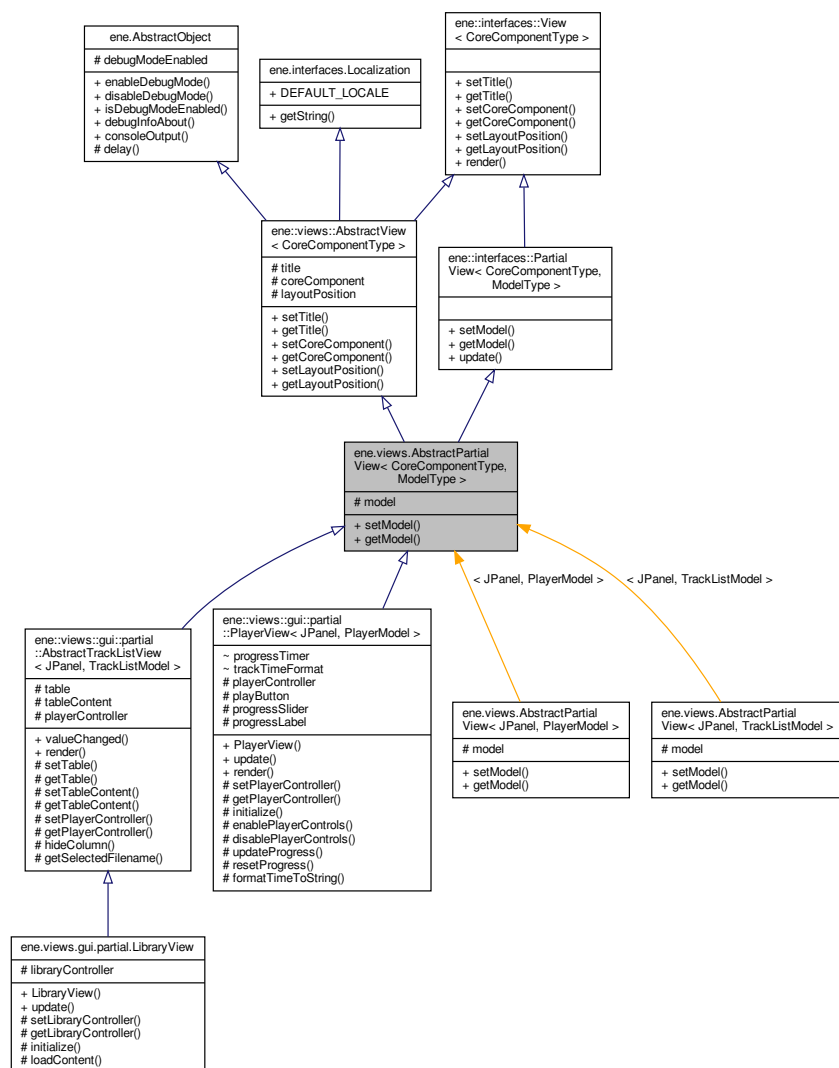 ene.AbstractObject
# debugModeEnabled
+ enableDebugMode()
+ disableDebugMode()
+ isDebugModeEnabled()
+ debugInfoAbout()
+ consoleOutput()
# delay()
ene.interfaces.Localization
+ DEFAULT_LOCALE
+ getString()
ene::interfaces::View
< CoreComponentType >
+ setTitle()
+ getTitle()
+ setCoreComponent()
+ getCoreComponent()
+ setLayoutPosition()
+ getLayoutPosition()
+ render()
ene::views::AbstractView
< CoreComponentType >
# title
# coreComponent
# layoutPosition
+ setTitle()
+ getTitle()
+ setCoreComponent()
+ getCoreComponent()
+ setLayoutPosition()
+ getLayoutPosition()
ene::interfaces::Partial
View< CoreComponentType,
ModelType >
+ setModel()
+ getModel()
+ update()
ene.views.AbstractPartial
View< CoreComponentType,
ModelType >
# model
+ setModel()
+ getModel()
< JPanel, PlayerModel >
< JPanel, TrackListModel >
ene::views::gui::partial
::AbstractTrackListView
< JPanel, TrackListModel >
# table
# tableContent
# playerController
+ valueChanged()
+ render()
# setTable()
# getTable()
# setTableContent()
# getTableContent()
# setPlayerController()
# getPlayerController()
# hideColumn()
# getSelectedFilename()
ene::views::gui::partial
::PlayerView< JPanel, PlayerModel >
~ progressTimer
~ trackTimeFormat
# playerController
# playButton
# progressSlider
# progressLabel
+ PlayerView()
+ update()
+ render()
# setPlayerController()
# getPlayerController()
# initialize()
# enablePlayerControls()
# disablePlayerControls()
# updateProgress()
# resetProgress()
# formatTimeToString()
ene.views.AbstractPartial
View< JPanel, PlayerModel >
# model
+ setModel()
+ getModel()
ene.views.AbstractPartial
View< JPanel, TrackListModel >
# model
+ setModel()
+ getModel()
ene.views.gui.partial.LibraryView
# libraryController
+ LibraryView()
+ update()
# setLibraryController()
# getLibraryController()
# initialize()
# loadContent()